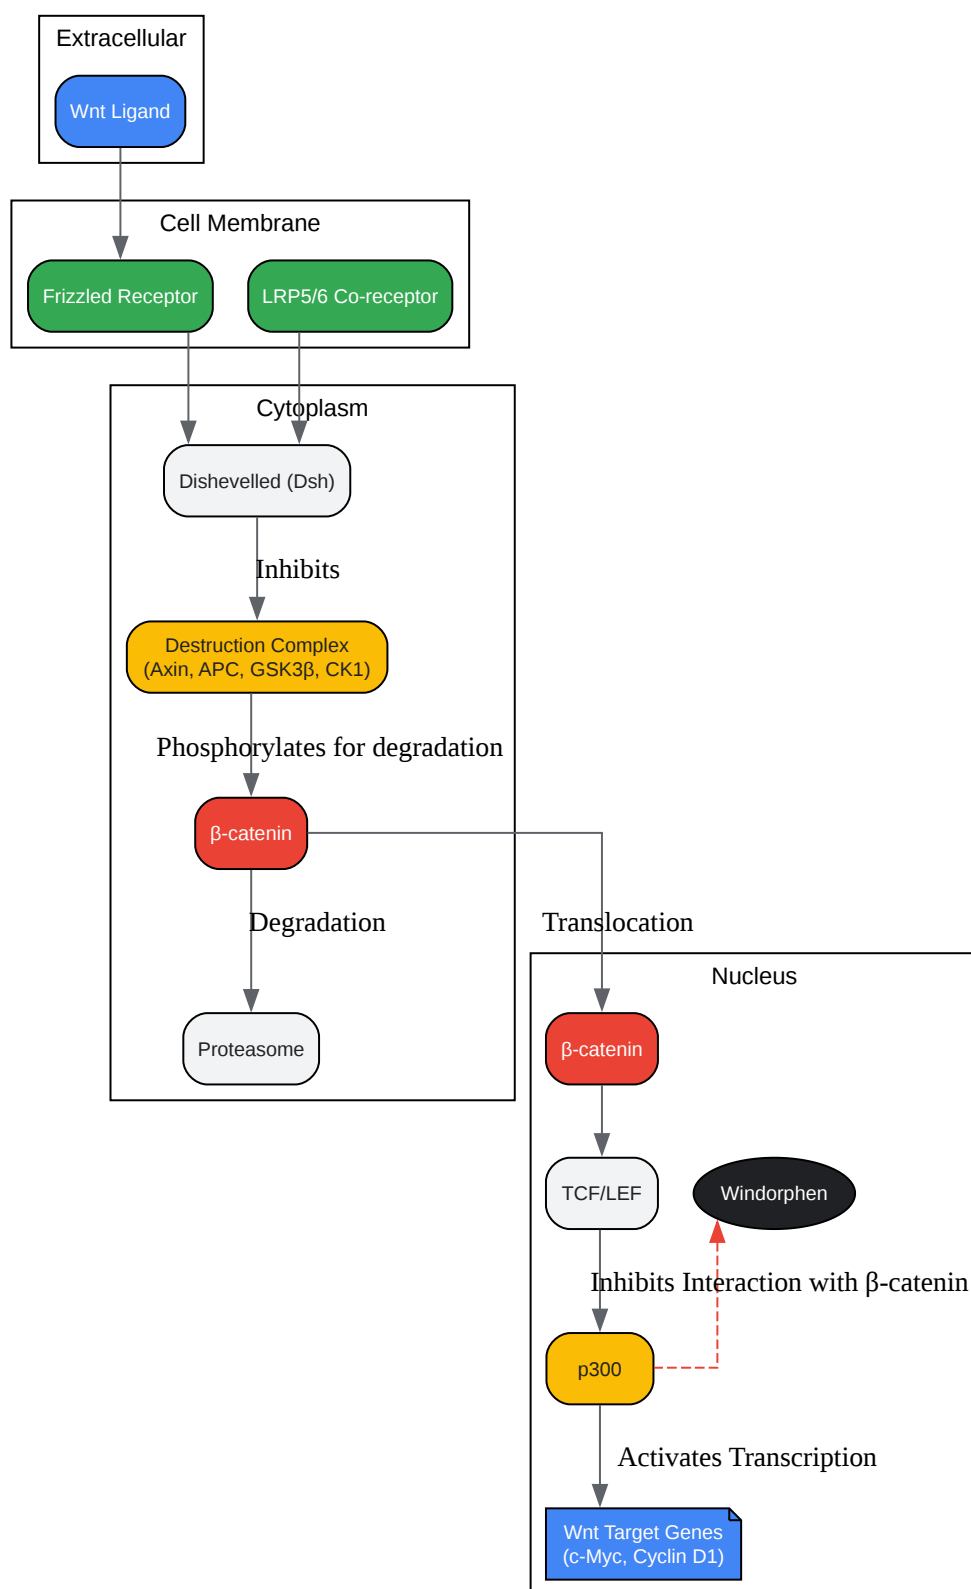 Extracellular
Wnt Ligand
Cell Membrane
Frizzled Receptor
LRP5/6 Co-receptor
Cytoplasm
Dishevelled (Dsh)
Inhibits
Destruction Complex
(Axin, APC, GSK3β, CK1)
Phosphorylates for degradation
β-catenin
Degradation
Translocation
Nucleus
Proteasome
β-catenin
TCF/LEF
Windorphen
Inhibits Interaction with β-catenin
p300
Activates Transcription
Wnt Target Genes
(c-Myc, Cyclin D1)